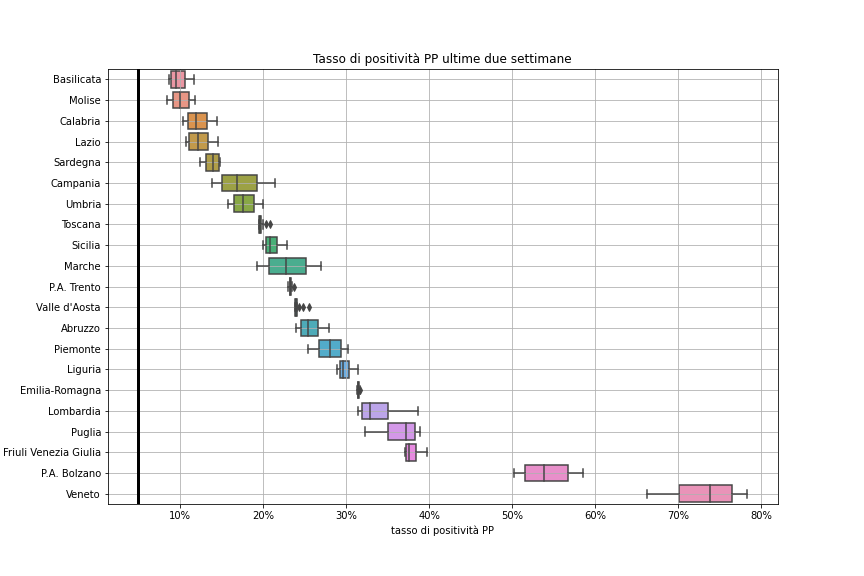 Tasso di positività PP ultime due settimane
Basilicata
Molise
Calabria
Lazio
Sardegna
Campania
Umbria
Toscana
Sicilia
Marche
P.A. Trento
Valle d'Aosta
Abruzzo
Piemonte
Liguria
Emilia-Romagna
Lombardia
Puglia
Friuli Venezia Giulia
P.A. Bolzano
Veneto
10% 20% 30% 40% 50% 60% 70% 80%
tasso di positività PP